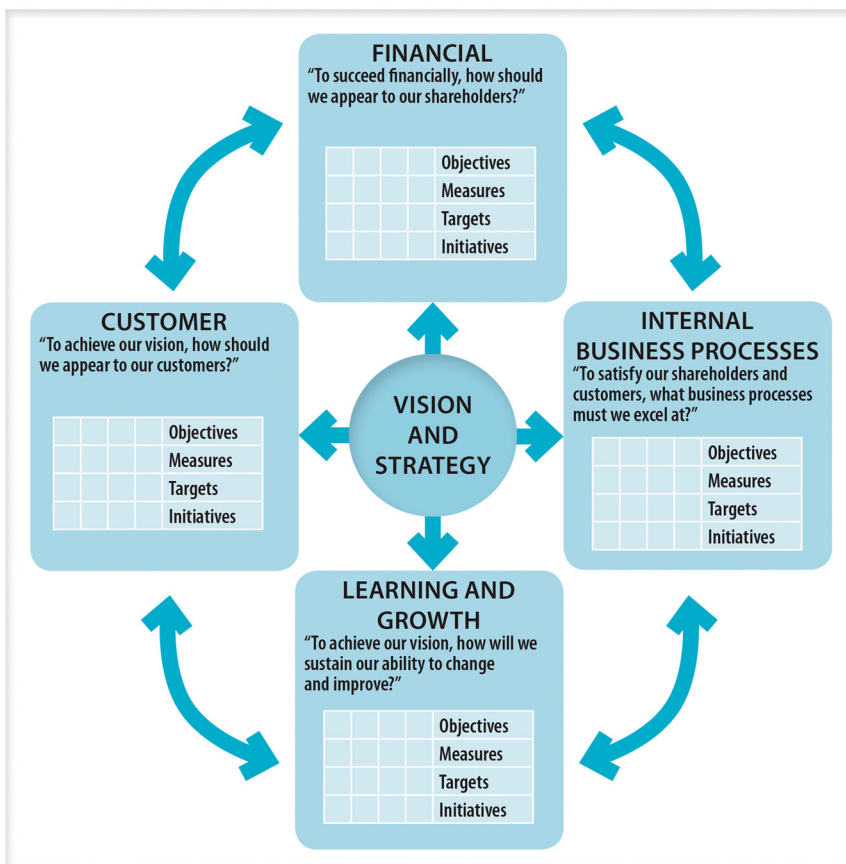 FINANCIAL
“To succeed financially, how should
we appear to our shareholders?”
Objectives
Measures
Targets
Initiatives
CUSTOMER
“To achieve our vision, how should
we appear to our customers?”
Objectives
Measures
Targets
Initiatives
VISION
AND
STRATEGY
INTERNAL
BUSINESS PROCESSES
“To satisfy our shareholders and
customers, what business processes
must we excel at?”
Objectives
Measures
Targets
Initiatives
LEARNING AND
GROWTH
“To achieve our vision, how will we
sustain our ability to change
and improve?”
Objectives
Measures
Targets
Initiatives